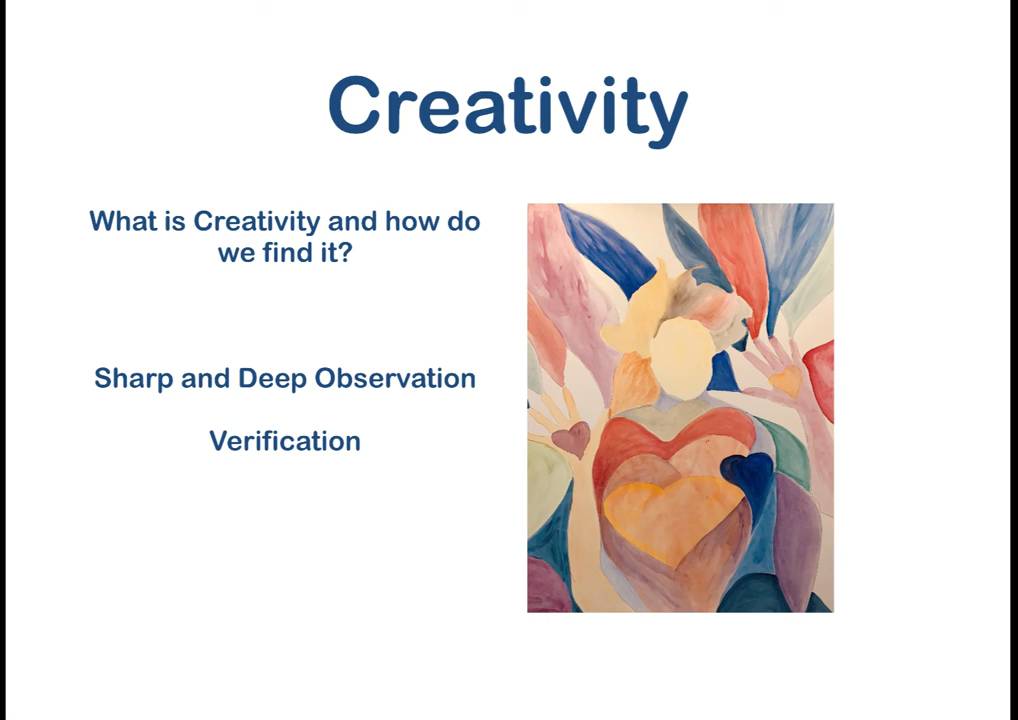 Creativity
What is Creativity and how do
we find it?
Sharp and Deep Observation
Verification